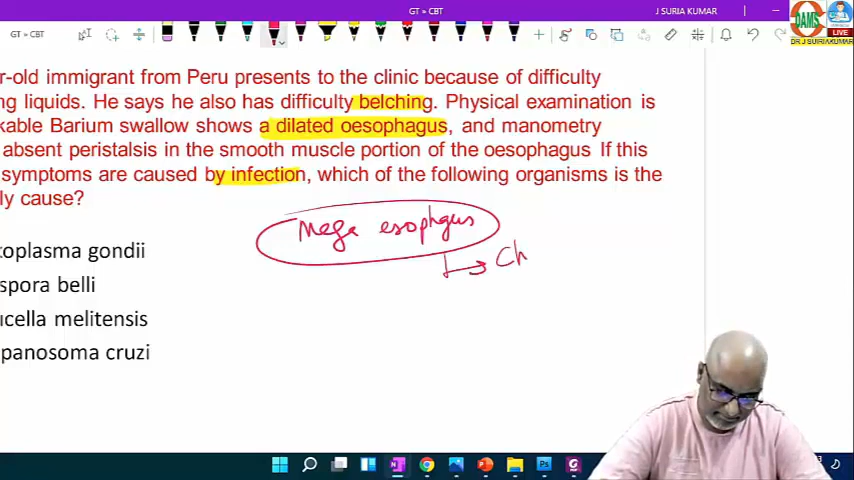 GT » CBT
J SURIA KUMAR
DAMS
LIVE
GT » CBT
DR J SURIAKUMAR
r-old immigrant from Peru presents to the clinic because of difficulty
ng liquids. He says he also has difficulty belching. Physical examination is
kable Barium swallow shows a dilated oesophagus, and manometry
absent peristalsis in the smooth muscle portion of the oesophagus If this
symptoms are caused by infection, which of the following organisms is the
ly cause?
Mega esophgus
Ch
toplasma gondii
spora belli
ucella melitensis
panosoma cruzi